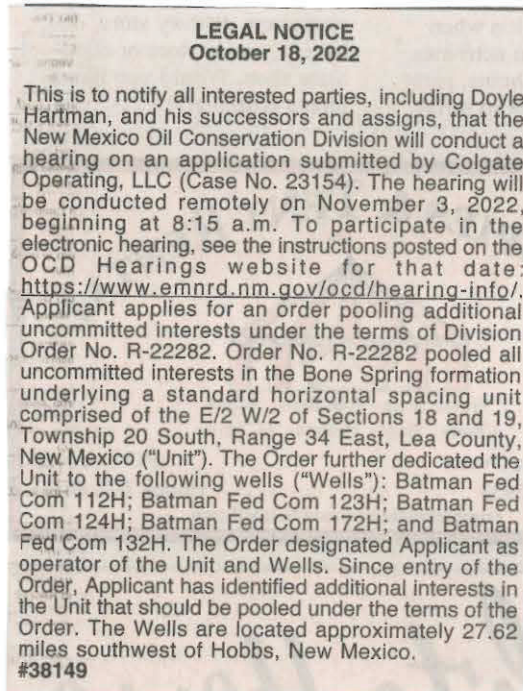 LEGAL NOTICE
October 18, 2022
This is to notify all interested parties, including Doyle
Hartman, and his successors and assigns, that the
New Mexico Oil Conservation Division will conduct a
hearing on an application submitted by Colgate
Operating, LLC (Case No. 23154). The hearing will
be conducted remotely on November 3, 2022,
beginning at 8:15 a.m. To participate in the
electronic hearing, see the instructions posted on the
OCD Hearings website for that date:
https://www.emnrd.nm.gov/ocd/hearing-info/.
Applicant applies for an order pooling additional
uncommitted interests under the terms of Division
Order No. R-22282. Order No. R-22282 pooled all
uncommitted interests in the Bone Spring formation
underlying a standard horizontal spacing unit
comprised of the E/2 W/2 of Sections 18 and 19,
Township 20 South, Range 34 East, Lea County,
New Mexico ("Unit"). The Order further dedicated the
Unit to the following wells ("Wells"): Batman Fed
Com 112H; Batman Fed Com 123H; Batman Fed
Com 124H; Batman Fed Com 172H; and Batman
Fed Com 132H. The Order designated Applicant as
operator of the Unit and Wells. Since entry of the
Order, Applicant has identified additional interests in
the Unit that should be pooled under the terms of the
Order. The Wells are located approximately 27.62
miles southwest of Hobbs, New Mexico.
#38149